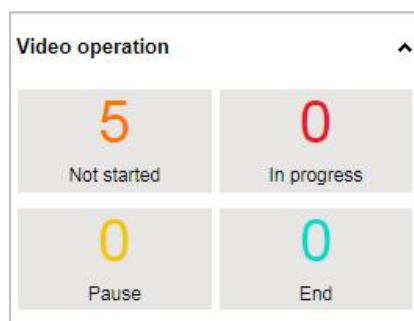 Video operation
5 0
Not started In progress
0 0
Pause End